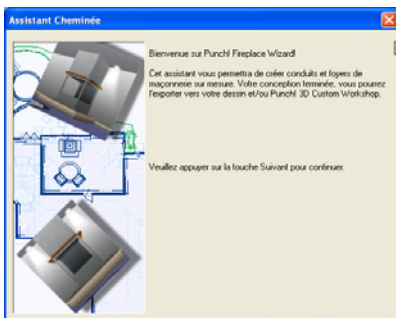 Assistant Cheminée
Bienvenue sur Punch! Fireplace Wizard!
Cet assistant vous permettra de créer conduits et foyers de
maçonnerie sur mesure. Votre conception terminée, vous pourrez
l'exporter vers votre dessin et/ou Punch! 3D Custom Workshop.
Veuillez appuyer sur la touche Suivant pour continuer.